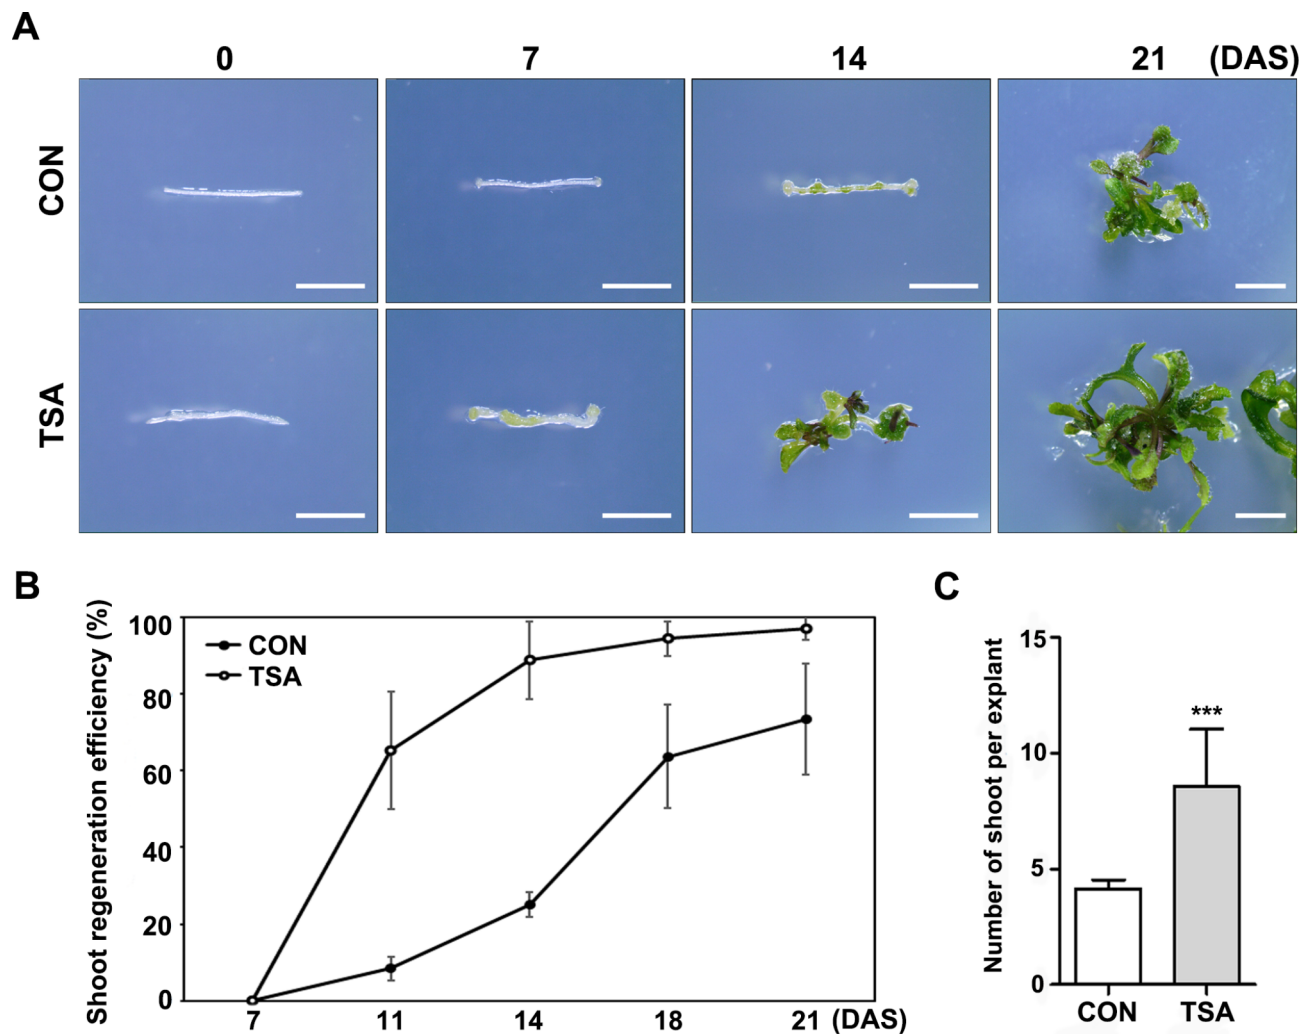 A
0 7 14 21 (DAS)
CON
TSA
B
Shoot regeneration efficiency (%)
100
80
60
40
20
0
CON
TSA
7 11 14 18 21 (DAS)
C
Number of shoot per explant
15
10
5
0
***
CON TSA